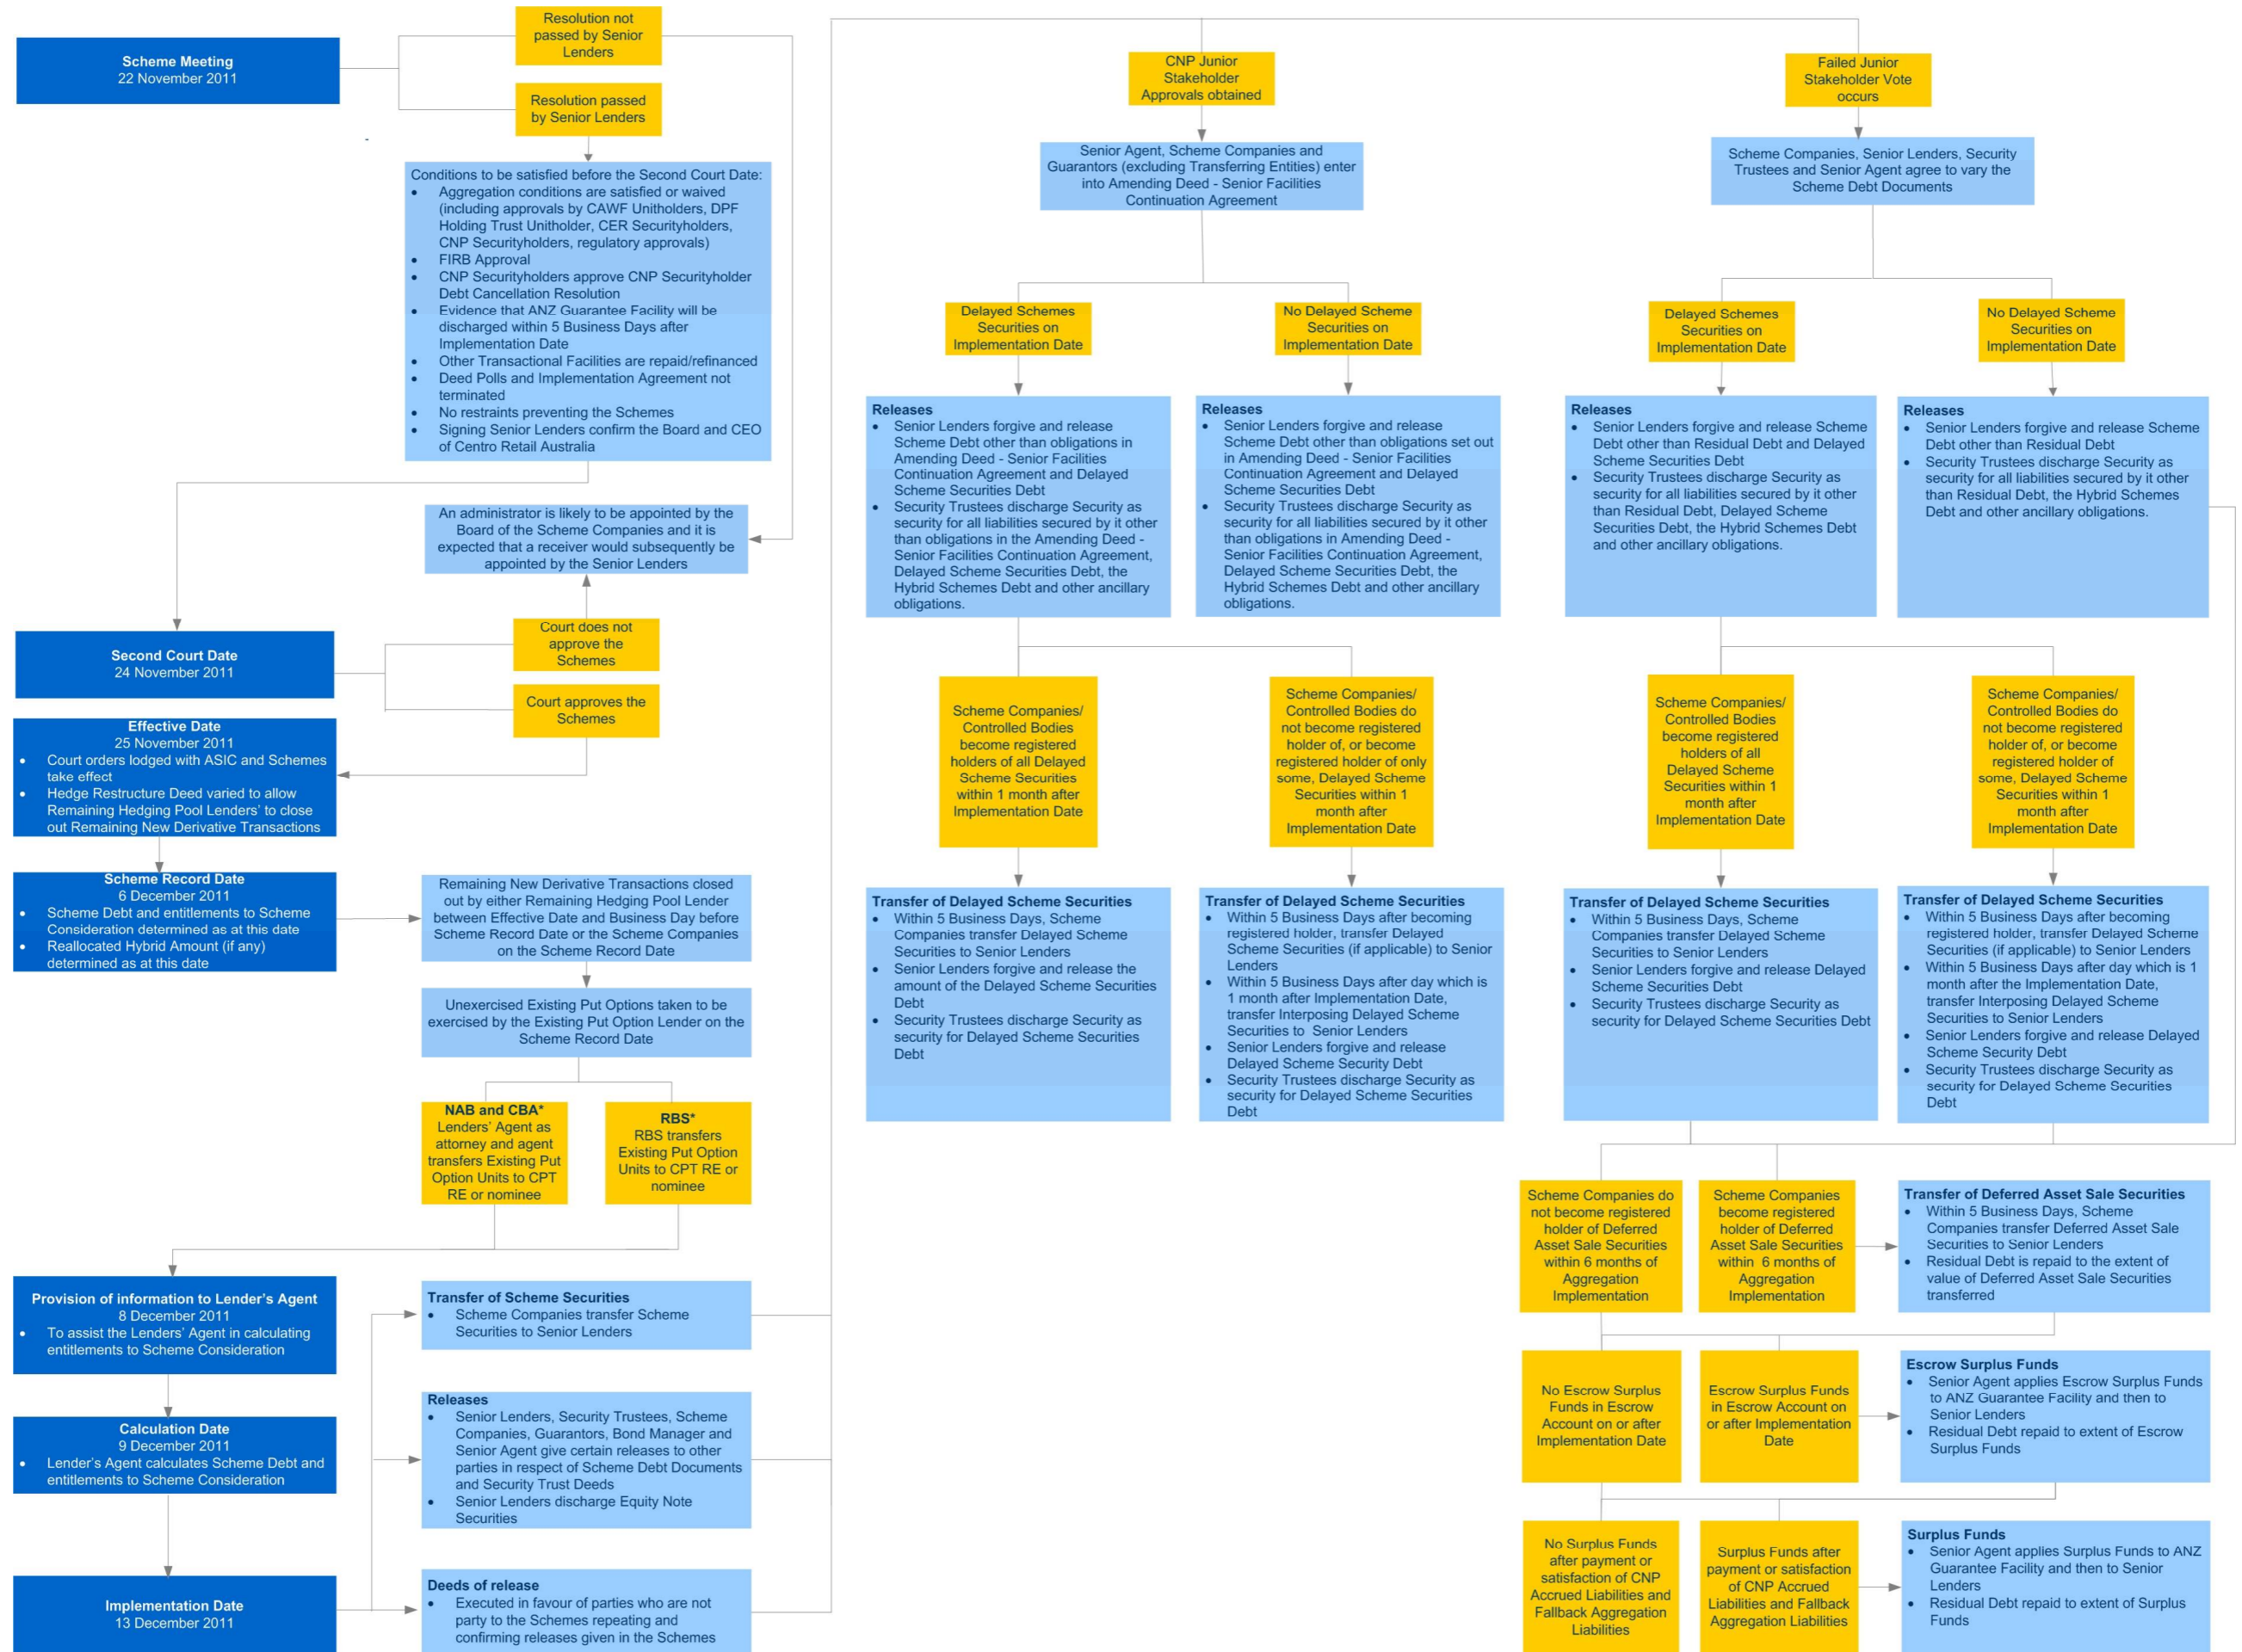 Scheme Meeting
22 November 2011
Resolution not
passed by Senior
Lenders
Resolution passed
by Senior Lenders
-
Conditions to be satisfied before the Second Court Date:
• Aggregation conditions are satisfied or waived
(including approvals by CAWF Unitholders, DPF
Holding Trust Unitholder, CER Securityholders,
CNP Securityholders, regulatory approvals)
• FIRB Approval
• CNP Securityholders approve CNP Securityholder
Debt Cancellation Resolution
• Evidence that ANZ Guarantee Facility will be
discharged within 5 Business Days after
Implementation Date
• Other Transactional Facilities are repaid/refinanced
• Deed Polls and Implementation Agreement not
terminated
• No restraints preventing the Schemes
• Signing Senior Lenders confirm the Board and CEO
of Centro Retail Australia
An administrator is likely to be appointed by the
Board of the Scheme Companies and it is
expected that a receiver would subsequently be
appointed by the Senior Lenders
Second Court Date
24 November 2011
Court does not
approve the
Schemes
Court approves the
Schemes
Effective Date
25 November 2011
• Court orders lodged with ASIC and Schemes
take effect
• Hedge Restructure Deed varied to allow
Remaining Hedging Pool Lenders' to close
out Remaining New Derivative Transactions
Scheme Record Date
6 December 2011
• Scheme Debt and entitlements to Scheme
Consideration determined as at this date
• Reallocated Hybrid Amount (if any)
determined as at this date
Remaining New Derivative Transactions closed
out by either Remaining Hedging Pool Lender
between Effective Date and Business Day before
Scheme Record Date or the Scheme Companies
on the Scheme Record Date
Unexercised Existing Put Options taken to be
exercised by the Existing Put Option Lender on the
Scheme Record Date
NAB and CBA*
Lenders' Agent as
attorney and agent
transfers Existing Put
Option Units to CPT
RE or nominee
RBS*
RBS transfers
Existing Put Option
Units to CPT RE or
nominee
Provision of information to Lender's Agent
8 December 2011
• To assist the Lenders' Agent in calculating
entitlements to Scheme Consideration
Calculation Date
9 December 2011
• Lender's Agent calculates Scheme Debt and
entitlements to Scheme Consideration
Implementation Date
13 December 2011
Transfer of Scheme Securities
• Scheme Companies transfer Scheme
Securities to Senior Lenders
Releases
• Senior Lenders, Security Trustees, Scheme
Companies, Guarantors, Bond Manager and
Senior Agent give certain releases to other
parties in respect of Scheme Debt Documents
and Security Trust Deeds
• Senior Lenders discharge Equity Note
Securities
Deeds of release
• Executed in favour of parties who are not
party to the Schemes repeating and
confirming releases given in the Schemes
CNP Junior
Stakeholder
Approvals obtained
Senior Agent, Scheme Companies and
Guarantors (excluding Transferring Entities) enter
into Amending Deed - Senior Facilities
Continuation Agreement
Delayed Schemes
Securities on
Implementation Date
No Delayed Scheme
Securities on
Implementation Date
Releases
• Senior Lenders forgive and release
Scheme Debt other than obligations in
Amending Deed - Senior Facilities
Continuation Agreement and Delayed
Scheme Securities Debt
• Security Trustees discharge Security as
security for all liabilities secured by it other
than obligations in the Amending Deed -
Senior Facilities Continuation Agreement,
Delayed Scheme Securities Debt, the
Hybrid Schemes Debt and other ancillary
obligations.
Releases
• Senior Lenders forgive and release
Scheme Debt other than obligations set out
in Amending Deed - Senior Facilities
Continuation Agreement and Delayed
Scheme Securities Debt
• Security Trustees discharge Security as
security for all liabilities secured by it other
than obligations in Amending Deed -
Senior Facilities Continuation Agreement,
Delayed Scheme Securities Debt, the
Hybrid Schemes Debt and other ancillary
obligations.
Scheme Companies/
Controlled Bodies
become registered
holders of all Delayed
Scheme Securities
within 1 month after
Implementation Date
Scheme Companies/
Controlled Bodies do
not become registered
holder of, or become
registered holder of only
some, Delayed Scheme
Securities within 1
month after
Implementation Date
Transfer of Delayed Scheme Securities
• Within 5 Business Days, Scheme
Companies transfer Delayed Scheme
Securities to Senior Lenders
• Senior Lenders forgive and release the
amount of the Delayed Scheme Securities
Debt
• Security Trustees discharge Security as
security for Delayed Scheme Securities
Debt
Transfer of Delayed Scheme Securities
• Within 5 Business Days after becoming
registered holder, transfer Delayed
Scheme Securities (if applicable) to Senior
Lenders
• Within 5 Business Days after day which is
1 month after Implementation Date,
transfer Interposing Delayed Scheme
Securities to Senior Lenders
• Senior Lenders forgive and release
Delayed Scheme Security Debt
• Security Trustees discharge Security as
security for Delayed Scheme Securities
Debt
Failed Junior
Stakeholder Vote
occurs
Scheme Companies, Senior Lenders, Security
Trustees and Senior Agent agree to vary the
Scheme Debt Documents
Delayed Schemes
Securities on
Implementation Date
No Delayed Scheme
Securities on
Implementation Date
Releases
• Senior Lenders forgive and release Scheme
Debt other than Residual Debt and Delayed
Scheme Securities Debt
• Security Trustees discharge Security as
security for all liabilities secured by it other
than Residual Debt, Delayed Scheme
Securities Debt, the Hybrid Schemes Debt
and other ancillary obligations.
Releases
• Senior Lenders forgive and release Scheme
Debt other than Residual Debt
• Security Trustees discharge Security as
security for all liabilities secured by it other
than Residual Debt, the Hybrid Schemes
Debt and other ancillary obligations.
Scheme Companies/
Controlled Bodies
become registered
holders of all
Delayed Scheme
Securities within 1
month after
Implementation Date
Scheme Companies/
Controlled Bodies do
not become registered
holder of, or become
registered holder of
some, Delayed Scheme
Securities within 1
month after
Implementation Date
Transfer of Delayed Scheme Securities
• Within 5 Business Days, Scheme
Companies transfer Delayed Scheme
Securities to Senior Lenders
• Senior Lenders forgive and release Delayed
Scheme Securities Debt
• Security Trustees discharge Security as
security for Delayed Scheme Securities Debt
Transfer of Delayed Scheme Securities
• Within 5 Business Days after becoming
registered holder, transfer Delayed Scheme
Securities (if applicable) to Senior Lenders
• Within 5 Business Days after day which is 1
month after the Implementation Date,
transfer Interposing Delayed Scheme
Securities to Senior Lenders
• Senior Lenders forgive and release Delayed
Scheme Security Debt
• Security Trustees discharge Security as
security for Delayed Scheme Securities
Debt
Scheme Companies do
not become registered
holder of Deferred
Asset Sale Securities
within 6 months of
Aggregation
Implementation
Scheme Companies
become registered
holder of Deferred
Asset Sale Securities
within 6 months of
Aggregation
Implementation
Transfer of Deferred Asset Sale Securities
• Within 5 Business Days, Scheme
Companies transfer Deferred Asset Sale
Securities to Senior Lenders
• Residual Debt is repaid to the extent of
value of Deferred Asset Sale Securities
transferred
No Escrow Surplus
Funds in Escrow
Account on or after
Implementation Date
Escrow Surplus Funds
in Escrow Account on
or after Implementation
Date
Escrow Surplus Funds
• Senior Agent applies Escrow Surplus Funds
to ANZ Guarantee Facility and then to
Senior Lenders
• Residual Debt repaid to extent of Escrow
Surplus Funds
No Surplus Funds
after payment or
satisfaction of CNP
Accrued Liabilities and
Fallback Aggregation
Liabilities
Surplus Funds after
payment or satisfaction
of CNP Accrued
Liabilities and Fallback
Aggregation Liabilities
Surplus Funds
• Senior Agent applies Surplus Funds to ANZ
Guarantee Facility and then to Senior
Lenders
• Residual Debt repaid to extent of Surplus
Funds